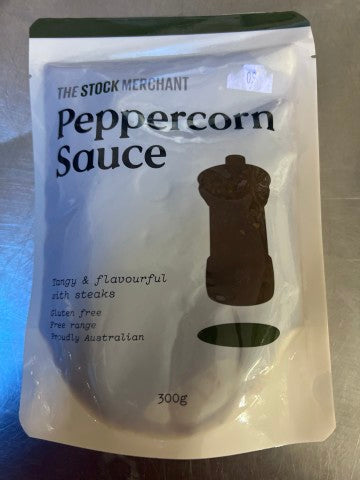 THE STOCK MERCHANT
Peppercorn
Sauce
Tangy & flavourful
with steaks
Gluten free
Free range
Proudly Australian
300g